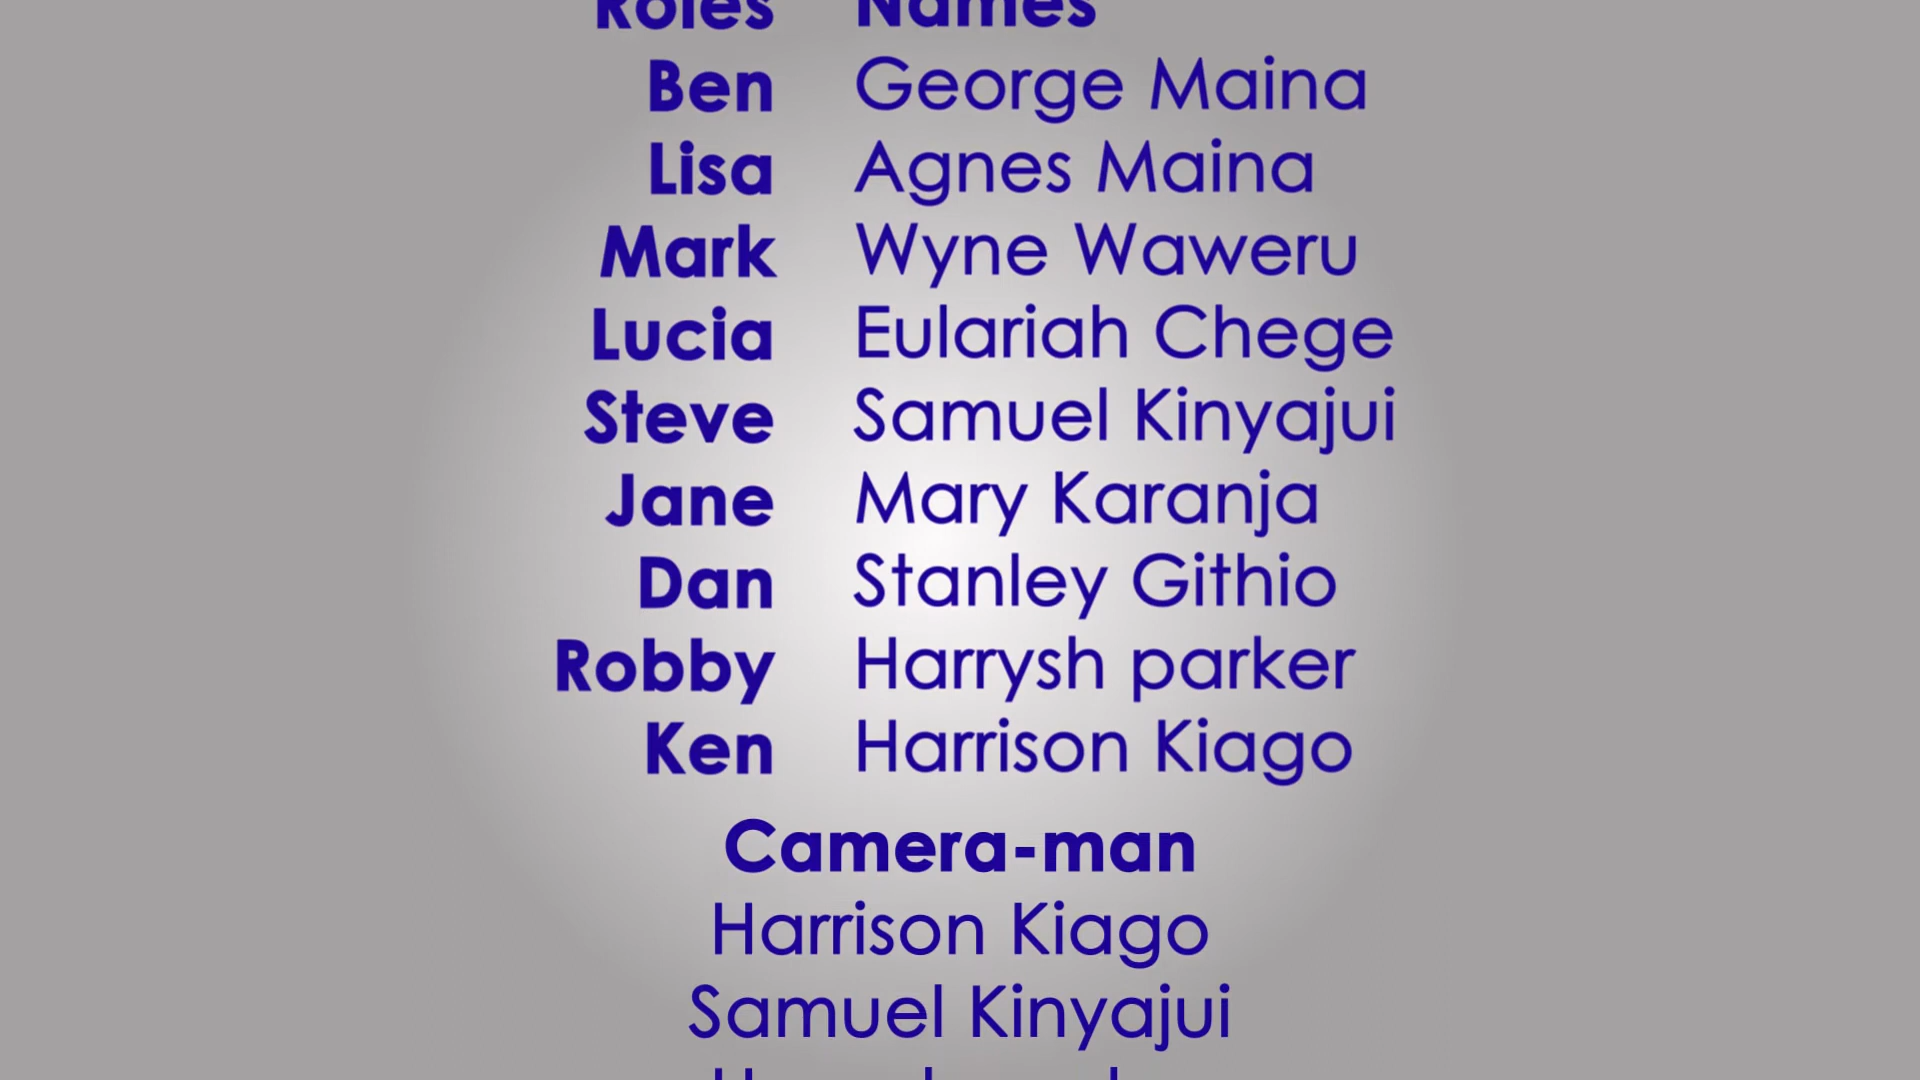 Roles Names
Ben George Maina
Lisa Agnes Maina
Mark Wyne Waweru
Lucia Eulariah Chege
Steve Samuel Kinyajui
Jane Mary Karanja
Dan Stanley Githio
Robby Harrysh parker
Ken Harrison Kiago
Camera-man
Harrison Kiago
Samuel Kinyajui